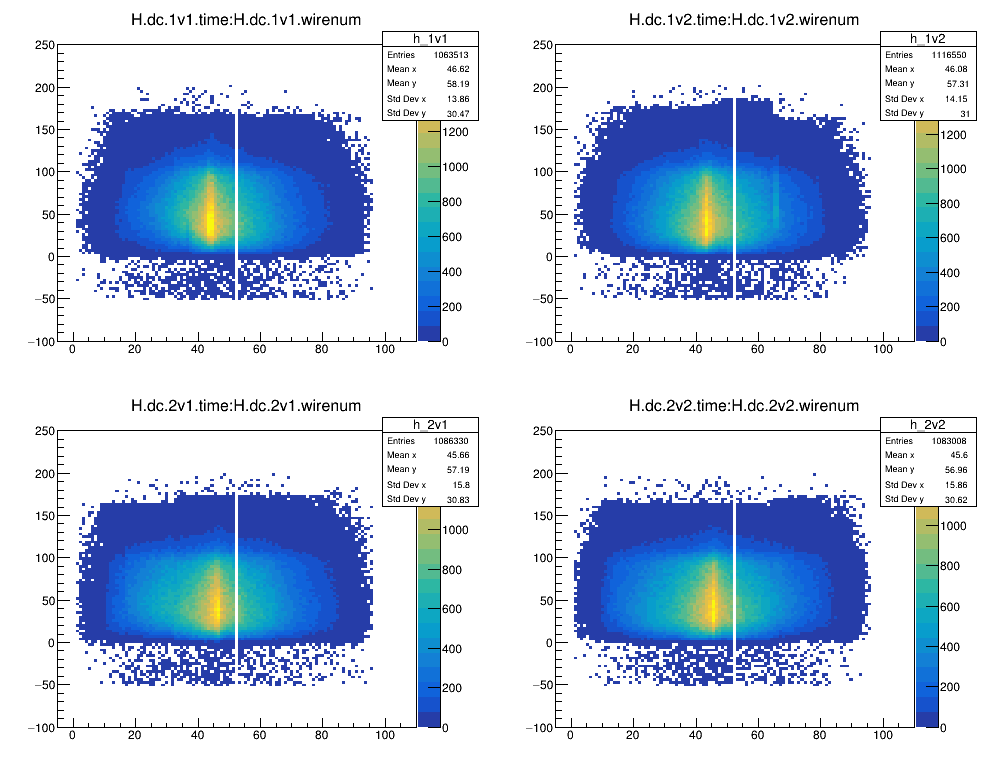 H.dc.1v1.time:H.dc.1v1.wirenum
h_1v1
Entries 1063513
Mean x 46.62
Mean y 58.19
Std Dev x 13.86
Std Dev y 30.47
250
200
150
100
50
0
−50
−100
0 20 40 60 80 100
1200
1000
800
600
400
200
0
H.dc.1v2.time:H.dc.1v2.wirenum
h_1v2
Entries 1116550
Mean x 46.08
Mean y 57.31
Std Dev x 14.15
Std Dev y 31
250
200
150
100
50
0
−50
−100
0 20 40 60 80 100
1200
1000
800
600
400
200
0
H.dc.2v1.time:H.dc.2v1.wirenum
h_2v1
Entries 1086330
Mean x 45.66
Mean y 57.19
Std Dev x 15.8
Std Dev y 30.83
250
200
150
100
50
0
−50
−100
0 20 40 60 80 100
1000
800
600
400
200
0
H.dc.2v2.time:H.dc.2v2.wirenum
h_2v2
Entries 1083008
Mean x 45.6
Mean y 56.96
Std Dev x 15.86
Std Dev y 30.62
250
200
150
100
50
0
−50
−100
0 20 40 60 80 100
1000
800
600
400
200
0